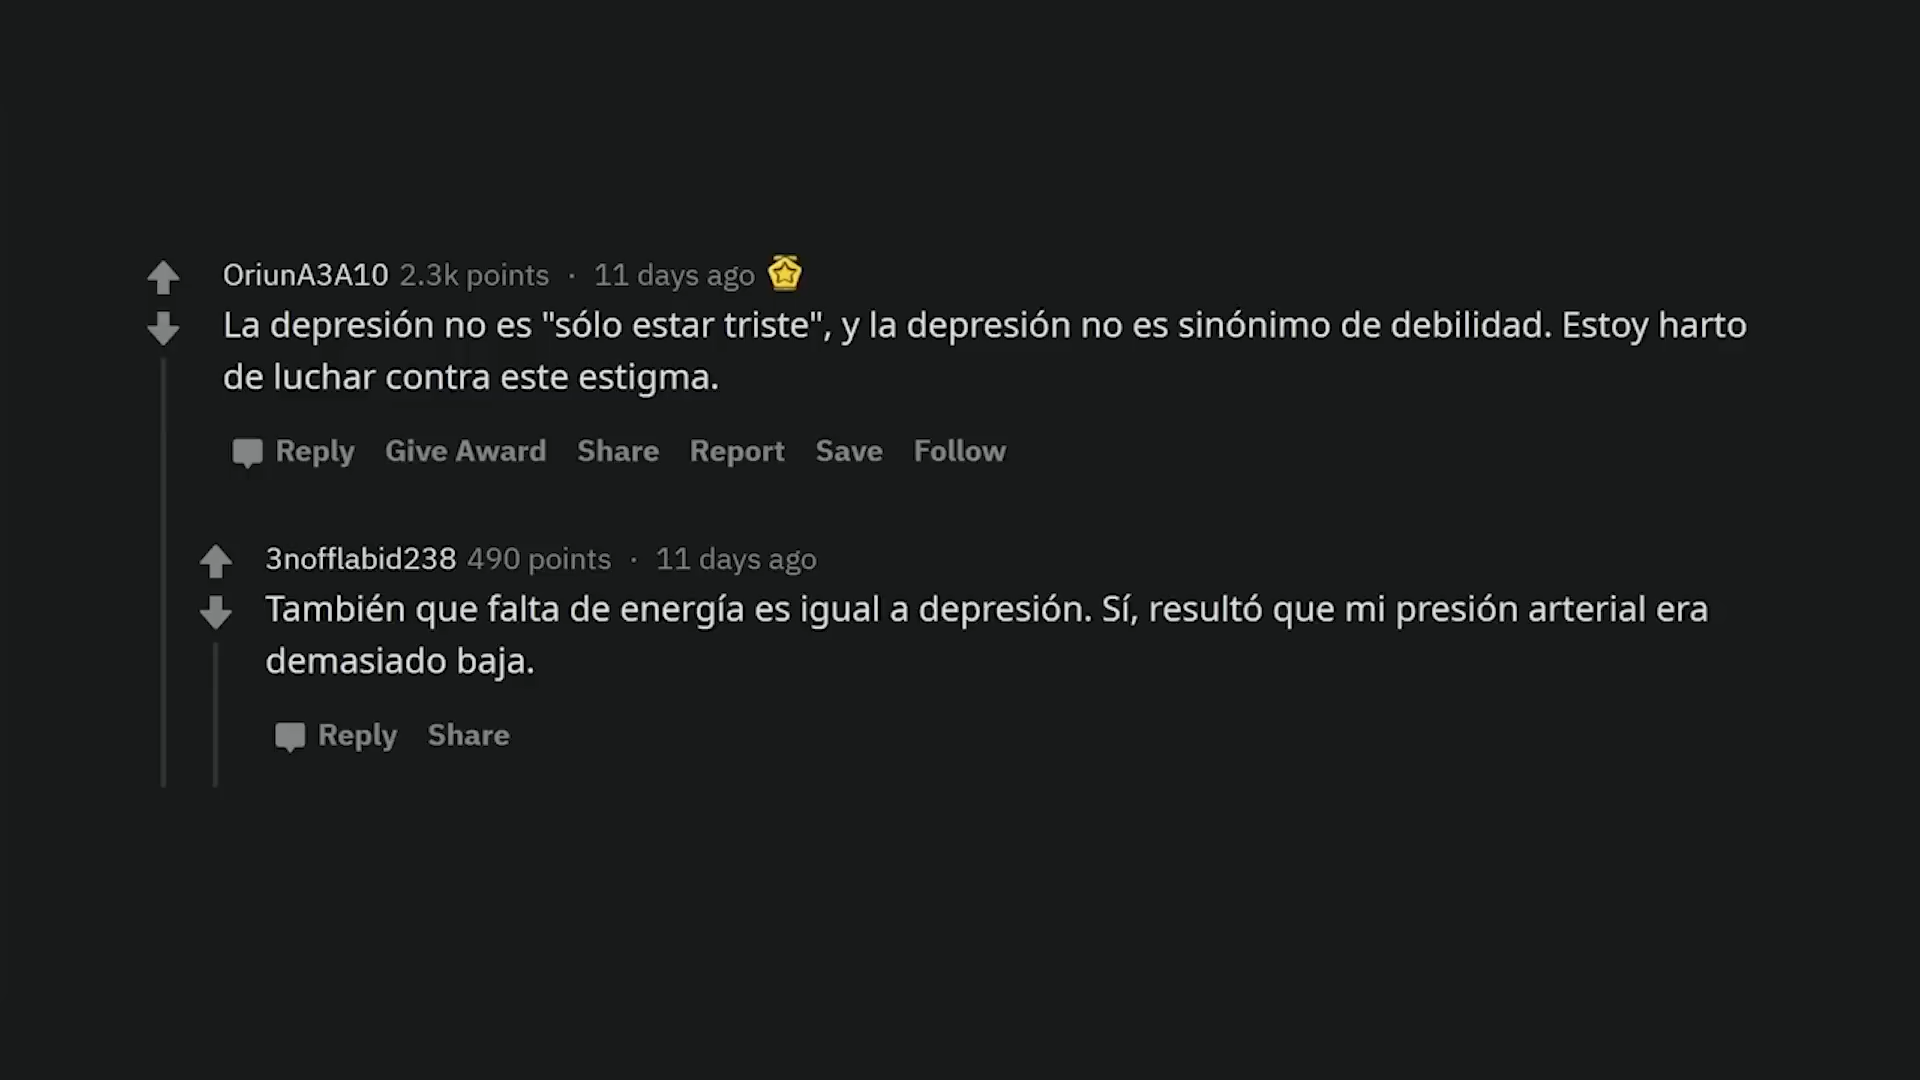 OriunA3A10 2.3k points · 11 days ago
La depresión no es "sólo estar triste", y la depresión no es sinónimo de debilidad. Estoy harto
de luchar contra este estigma.
Reply Give Award Share Report Save Follow
3nofflabid238 490 points · 11 days ago
También que falta de energía es igual a depresión. Sí, resultó que mi presión arterial era
demasiado baja.
Reply Share